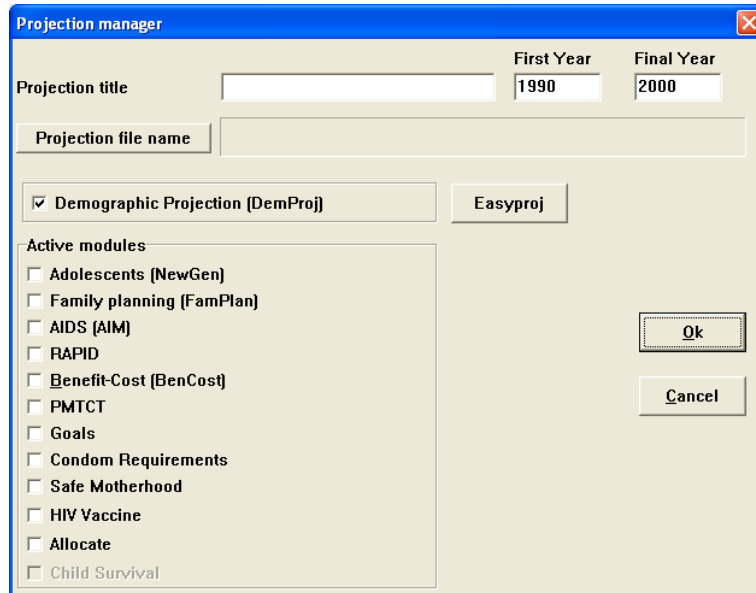 Projection manager
First Year Final Year
Projection title 1990 2000
Projection file name
Demographic Projection (DemProj) Easyproj
Active modules
Adolescents (NewGen)
Family planning (FamPlan)
AIDS (AIM)
RAPID
Ok
Benefit-Cost (BenCost)
Cancel
PMTCT
Goals
Condom Requirements
Safe Motherhood
HIV Vaccine
Allocate
Child Survival